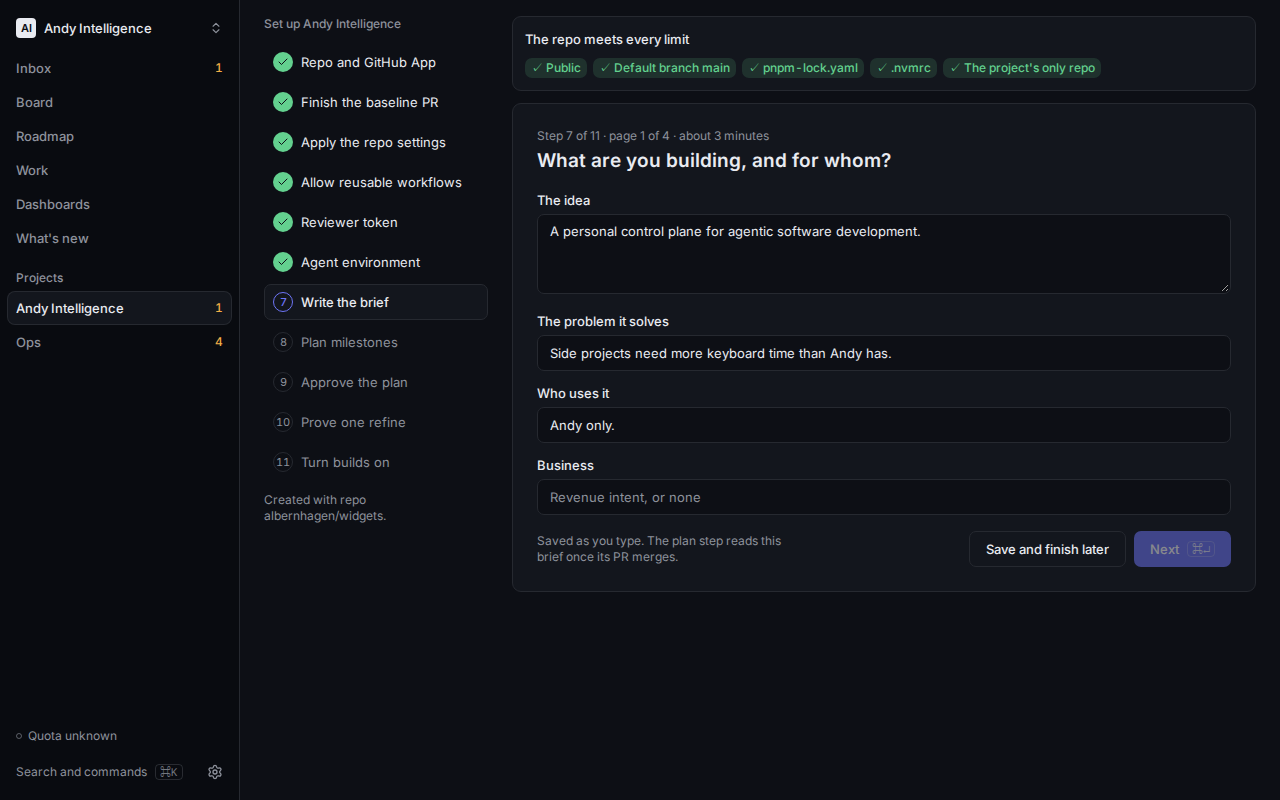 AI Andy Intelligence
Inbox 1
Board
Roadmap
Work
Dashboards
What's new
Projects
Andy Intelligence 1
Ops 4
Quota unknown
Search and commands ⌘K
Set up Andy Intelligence
Repo and GitHub App
Finish the baseline PR
Apply the repo settings
Allow reusable workflows
Reviewer token
Agent environment
7 Write the brief
8 Plan milestones
9 Approve the plan
10 Prove one refine
11 Turn builds on
Created with repo
albernhagen/widgets.
The repo meets every limit
✓ Public ✓ Default branch main ✓ pnpm-lock.yaml ✓ .nvmrc ✓ The project's only repo
Step 7 of 11 · page 1 of 4 · about 3 minutes
What are you building, and for whom?
The idea
A personal control plane for agentic software development.
The problem it solves
Side projects need more keyboard time than Andy has.
Who uses it
Andy only.
Business
Revenue intent, or none
Saved as you type. The plan step reads this
brief once its PR merges.
Save and finish later
Next ⌘↵